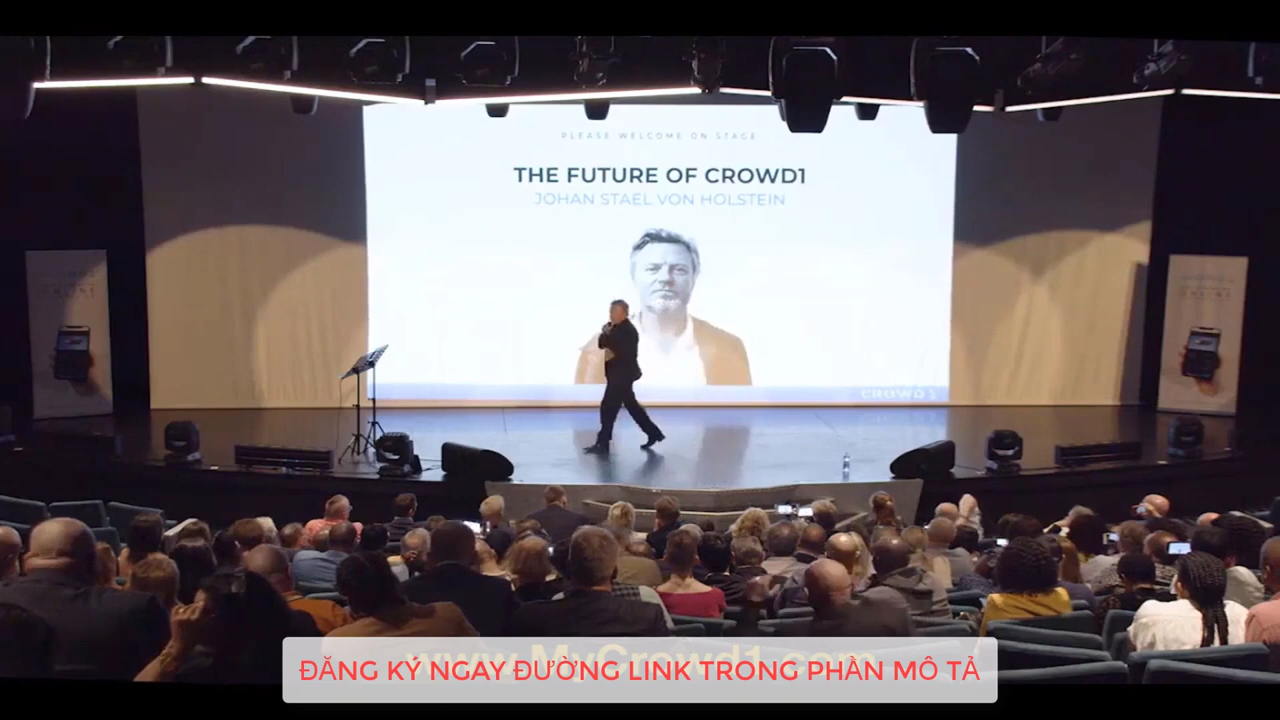 PLEASE WELCOME ON STAGE
THE FUTURE OF CROWD1
JOHAN STAEL VON HOLSTEIN
CROWD1
www.MyCrowd1.com
ĐĂNG KÝ NGAY ĐƯỜNG LINK TRONG PHẦN MÔ TẢ